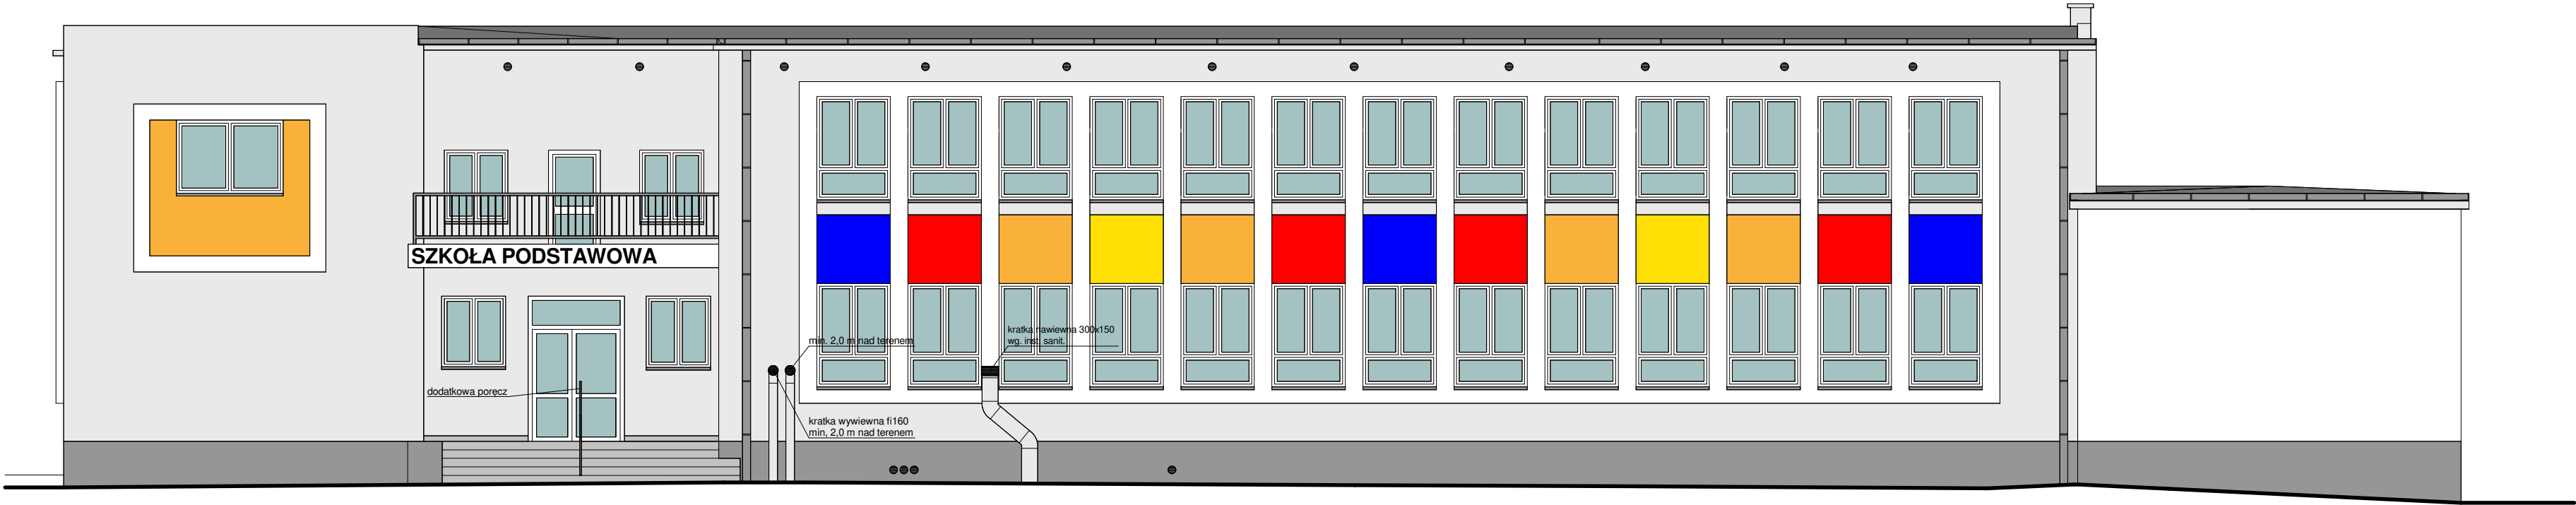 SZKOŁA PODSTAWOWA
kratka nawiewna 300x150
wg. inst. sanit.
min. 2,0 m nad terenem
dodatkowa poręcz
kratka wywiewna fi160
min, 2,0 m nad terenem